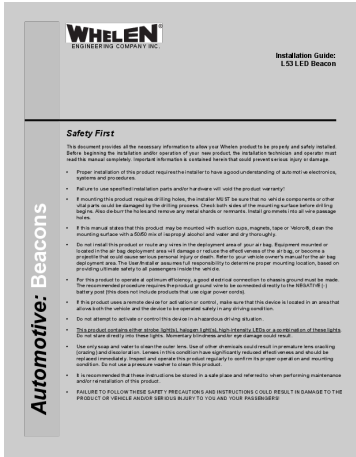 WHELEN®
ENGINEERING COMPANY INC.
Installation Guide:
L53 LED Beacon
Automotive: Beacons
Safety First
This document provides all the necessary information to allow your Whelen product to be properly and safely installed.
Before beginning the installation and/or operation of your new product, the installation technician and operator must
read this manual completely. Important information is contained herein that could prevent serious injury or damage.
• Proper installation of this product requires the installer to have a good understanding of automotive electronics,
systems and procedures.
• Failure to use specified installation parts and/or hardware will void the product warranty!
• If mounting this product requires drilling holes, the installer MUST be sure that no vehicle components or other
vital parts could be damaged by the drilling process. Check both sides of the mounting surface before drilling
begins. Also de-burr the holes and remove any metal shards or remnants. Install grommets into all wire passage
holes.
• If this manual states that this product may be mounted with suction cups, magnets, tape or Velcro®, clean the
mounting surface with a 50/50 mix of isopropyl alcohol and water and dry thoroughly.
• Do not install this product or route any wires in the deployment area of your air bag. Equipment mounted or
located in the air bag deployment area will damage or reduce the effectiveness of the air bag, or become a
projectile that could cause serious personal injury or death. Refer to your vehicle owner's manual for the air bag
deployment area. The User/Installer assumes full responsibility to determine proper mounting location, based on
providing ultimate safety to all passengers inside the vehicle.
• For this product to operate at optimum efficiency, a good electrical connection to chassis ground must be made.
The recommended procedure requires the product ground wire to be connected directly to the NEGATIVE (-)
battery post (this does not include products that use cigar power cords).
• If this product uses a remote device for activation or control, make sure that this device is located in an area that
allows both the vehicle and the device to be operated safely in any driving condition.
• Do not attempt to activate or control this device in a hazardous driving situation.
• This product contains either strobe light(s), halogen light(s), high-intensity LEDs or a combination of these lights.
Do not stare directly into these lights. Momentary blindness and/or eye damage could result.
• Use only soap and water to clean the outer lens. Use of other chemicals could result in premature lens cracking
(crazing) and discoloration. Lenses in this condition have significantly reduced effectiveness and should be
replaced immediately. Inspect and operate this product regularly to confirm its proper operation and mounting
condition. Do not use a pressure washer to clean this product.
• It is recommended that these instructions be stored in a safe place and referred to when performing maintenance
and/or reinstallation of this product.
• FAILURE TO FOLLOW THESE SAFETY PRECAUTIONS AND INSTRUCTIONS COULD RESULT IN DAMAGE TO THE
PRODUCT OR VEHICLE AND/OR SERIOUS INJURY TO YOU AND YOUR PASSENGERS!